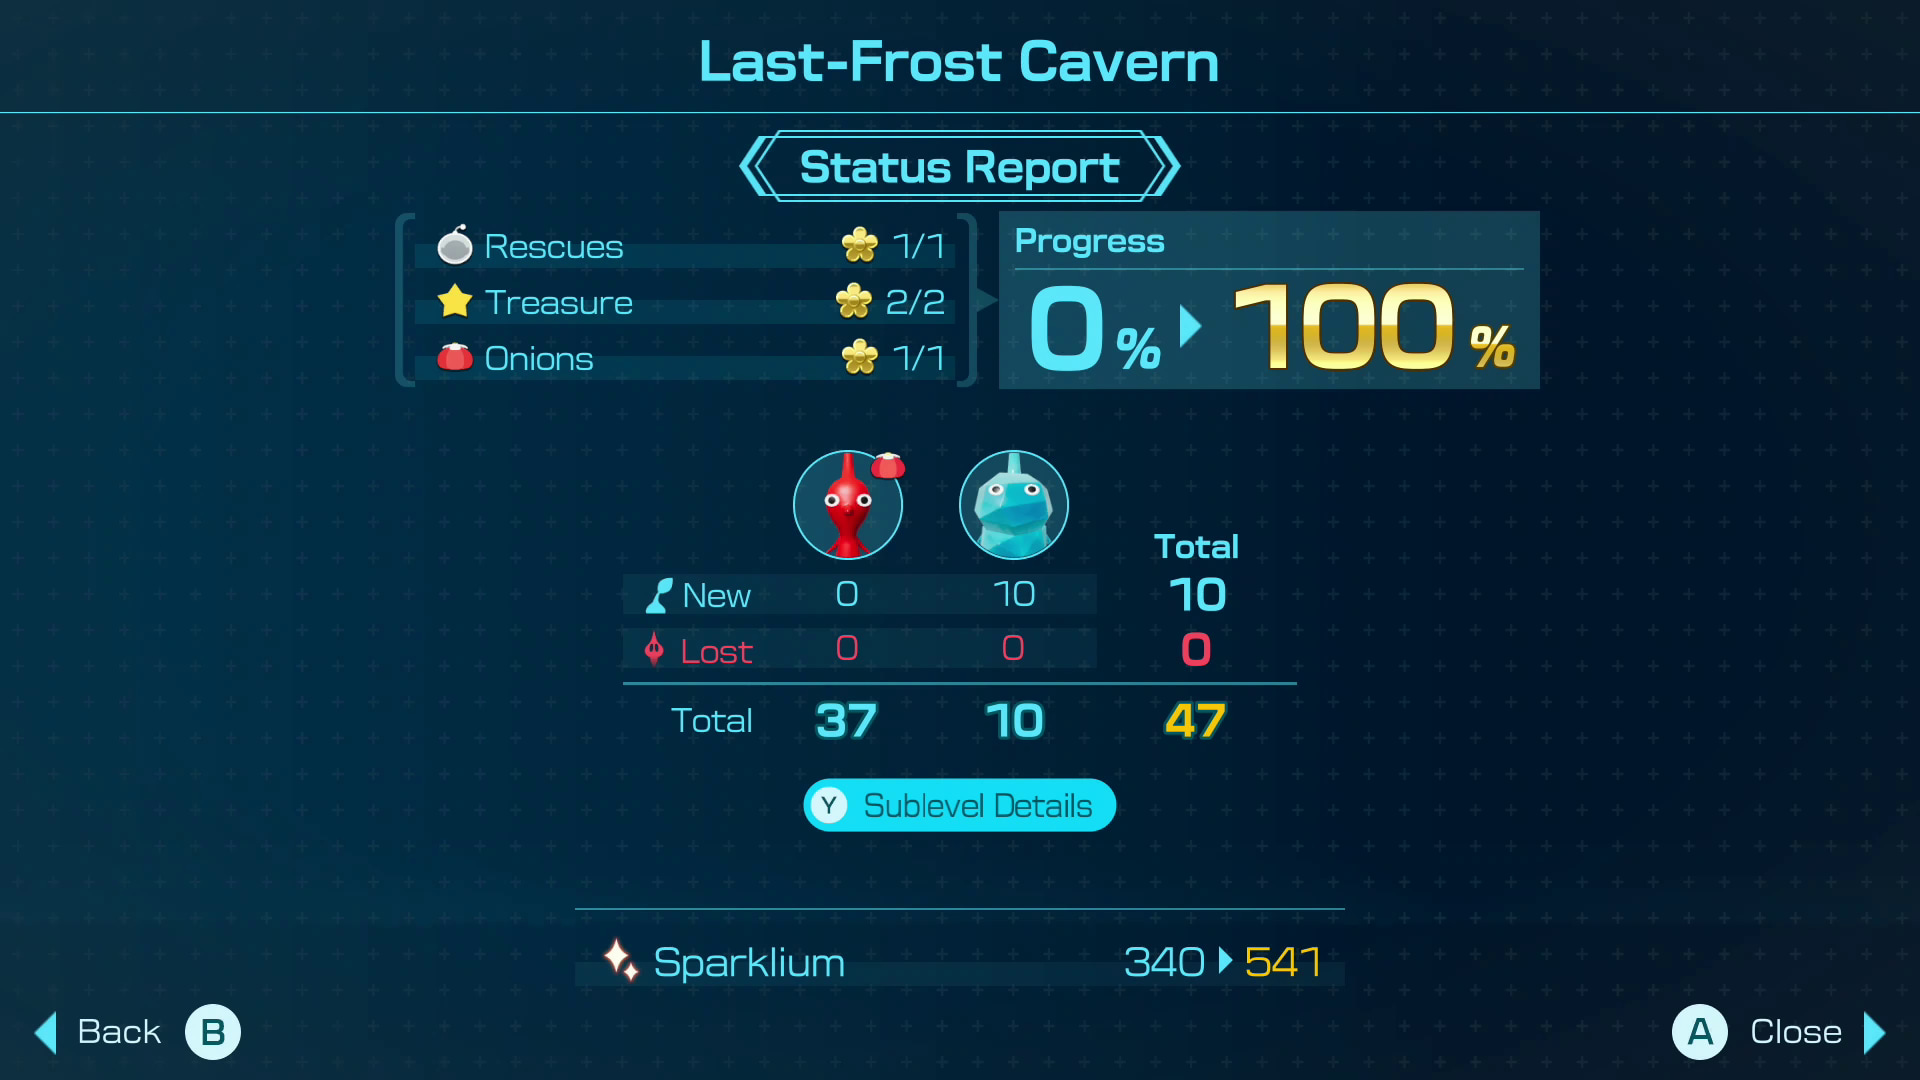 Last-Frost Cavern
Status Report
Rescues 1/1
Treasure 2/2
Onions 1/1
Progress
0% 100%
Total
New 0 10 10
Lost 0 0 0
Total 37 10 47
Y Sublevel Details
Sparklium 340 541
Back B
A Close